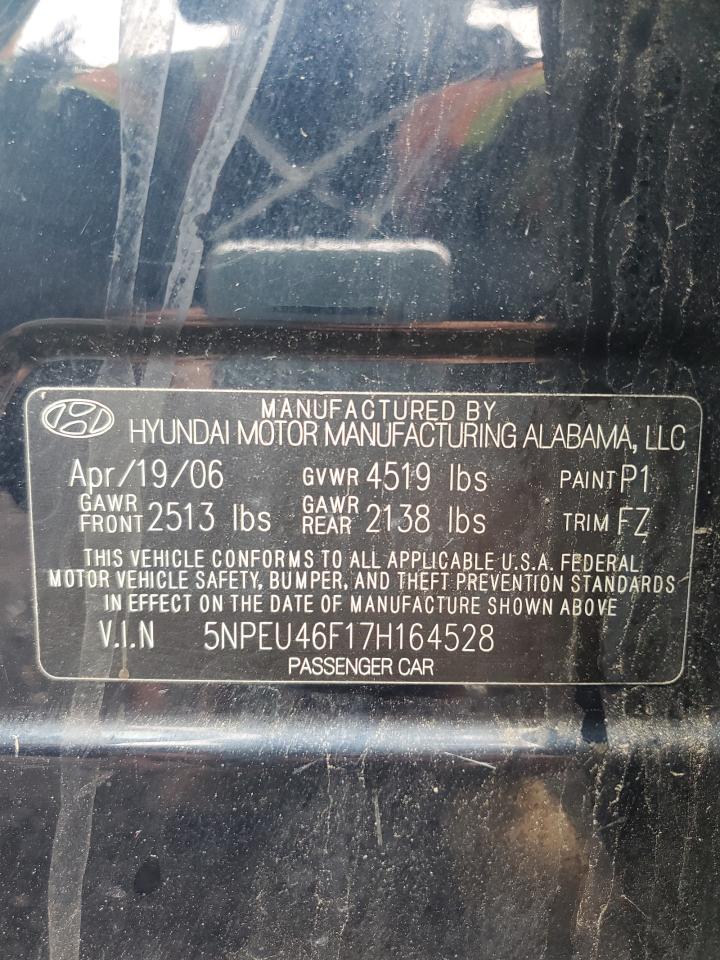 MANUFACTURED BY
HYUNDAI MOTOR MANUFACTURING ALABAMA, LLC
Apr/19/06 GVWR 4519 lbs PAINT P1
GAWR FRONT 2513 lbs GAWR REAR 2138 lbs TRIM FZ
THIS VEHICLE CONFORMS TO ALL APPLICABLE U.S.A. FEDERAL
MOTOR VEHICLE SAFETY, BUMPER, AND THEFT PREVENTION STANDARDS
IN EFFECT ON THE DATE OF MANUFACTURE SHOWN ABOVE
V.I.N 5NPEU46F17H164528
PASSENGER CAR